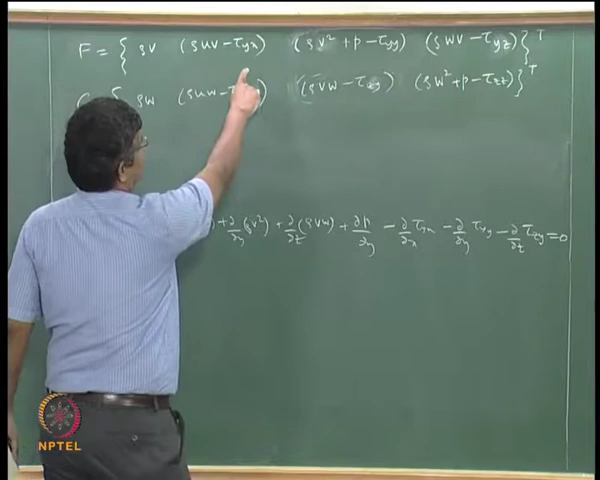 F = { ρv (ρuv − τyx) (ρv² + p − τyy) (ρwv − τyz) }ᵀ
{ ρw (ρuw − τ ) (ρvw − τzy) (ρw² + p − τzz) }ᵀ
) + ∂/∂y (ρv²) + ∂/∂z (ρvw) + ∂p/∂y − ∂/∂x τyx − ∂/∂y τyy − ∂/∂z τzy = 0
NPTEL